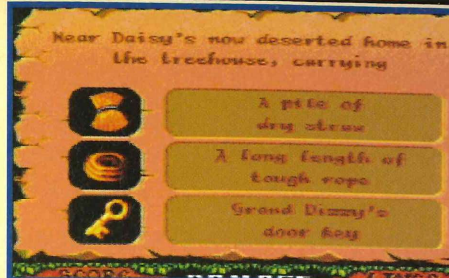 Near Daisy's now deserted home in
the treehouse, carrying
A pile of
dry straw
A long length of
tough rope
Grand Dizzy's
door key
SCORE